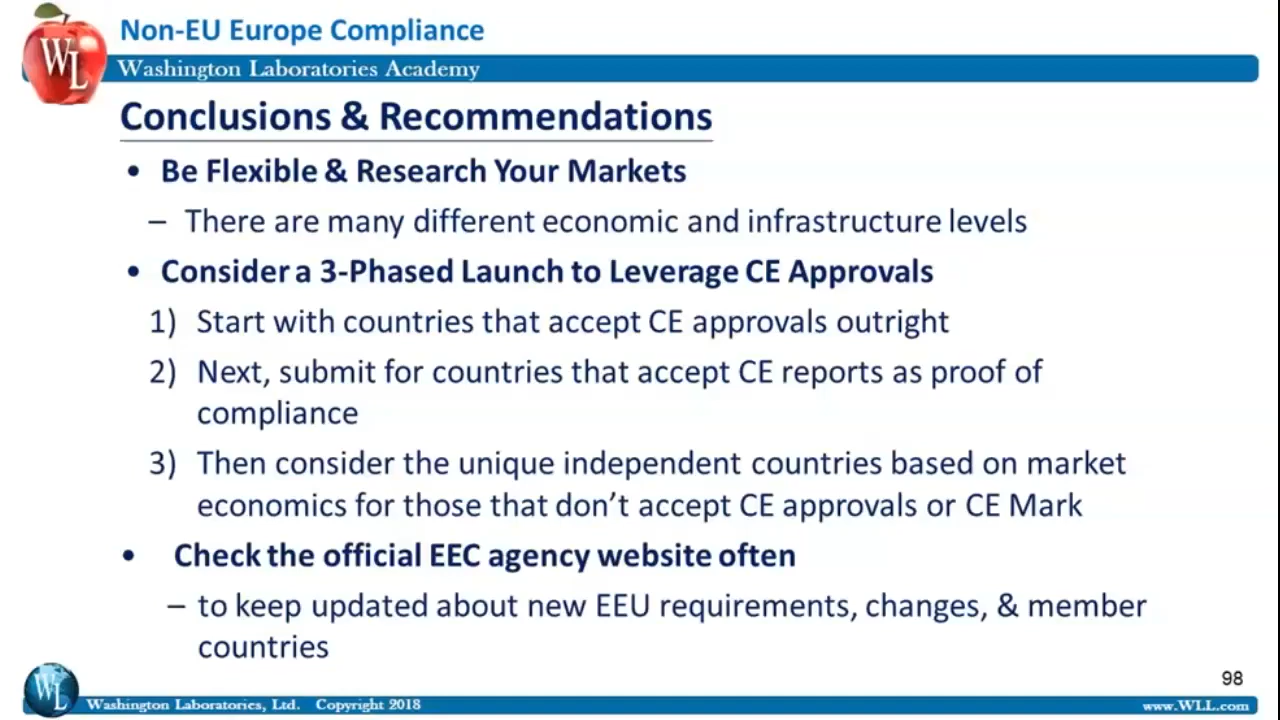 Non-EU Europe Compliance
WL
Washington Laboratories Academy
Conclusions & Recommendations
• Be Flexible & Research Your Markets
– There are many different economic and infrastructure levels
• Consider a 3-Phased Launch to Leverage CE Approvals
1) Start with countries that accept CE approvals outright
2) Next, submit for countries that accept CE reports as proof of
compliance
3) Then consider the unique independent countries based on market
economics for those that don’t accept CE approvals or CE Mark
• Check the official EEC agency website often
– to keep updated about new EEU requirements, changes, & member
countries
98
WL
Washington Laboratories, Ltd. Copyright 2018
www.WLL.com